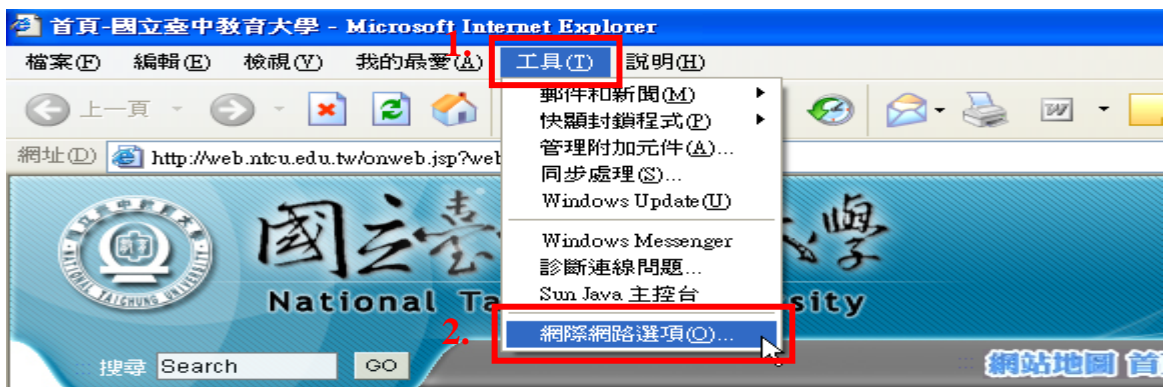 首頁-國立臺中教育大學 - Microsoft Internet Explorer
1.
檔案(F) 編輯(E) 檢視(V) 我的最愛(A) 工具(T) 說明(H)
上一頁
網址(D) http://web.ntcu.edu.tw/onweb.jsp?web
郵件和新聞(M)
快顯封鎖程式(P)
管理附加元件(A)...
同步處理(S)...
Windows Update(U)
Windows Messenger
診斷連線問題...
Sun Java 主控台
2. 網際網路選項(O)...
國立臺 大學
National Ta sity
搜尋 Search GO
網站地圖 首